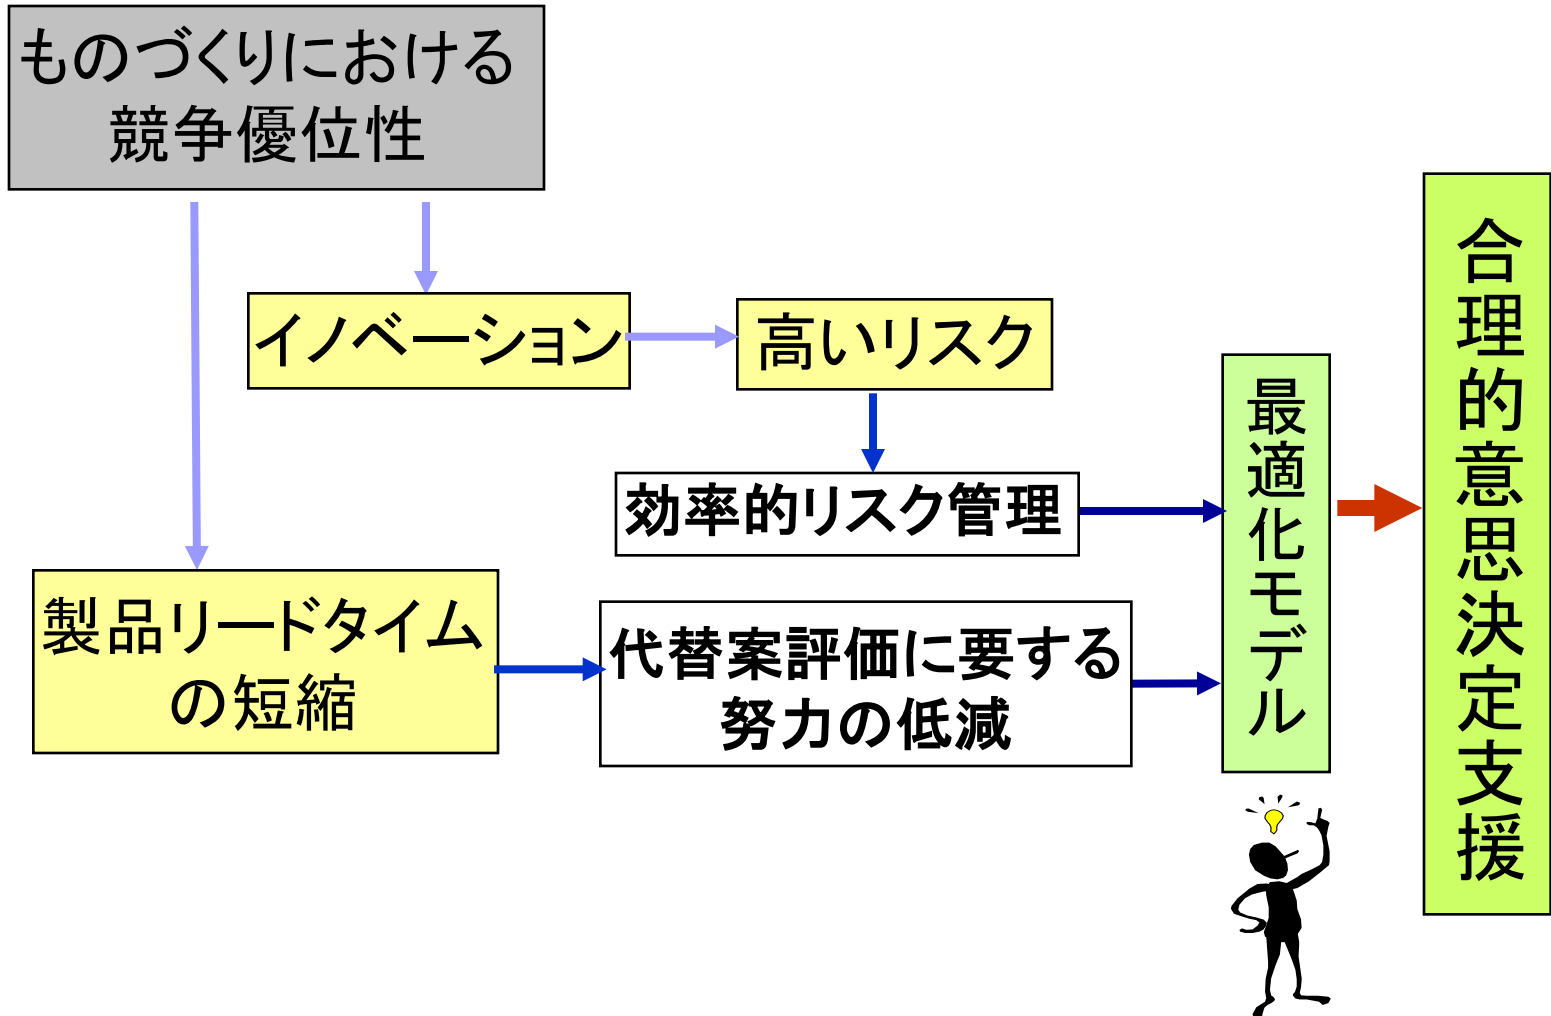 ものづくりにおける
競争優位性
イノベーション
高いリスク
効率的リスク管理
製品リードタイム
の短縮
代替案評価に要する
努力の低減
最適化モデル
合理的意思決定支援